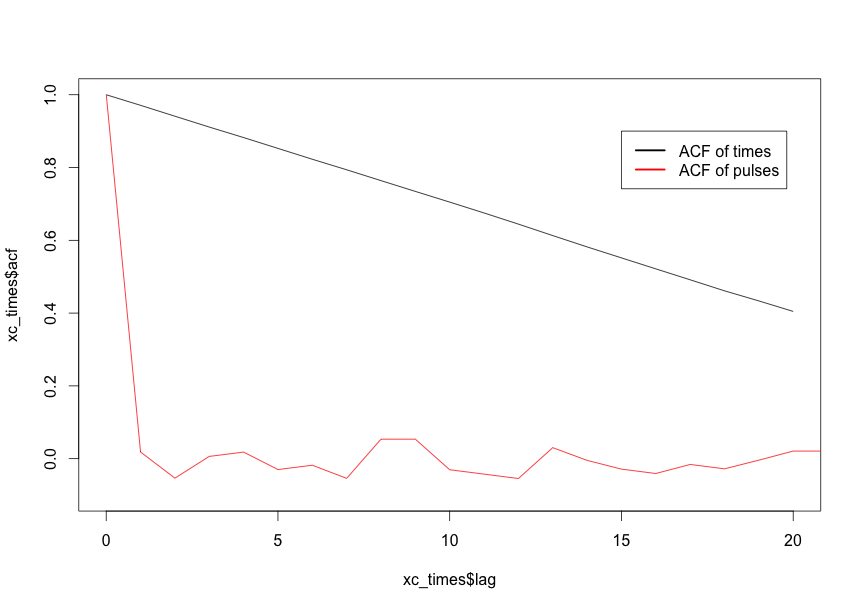 1.0
0.8
0.6
0.4
0.2
0.0
xc_times$acf
ACF of times
ACF of pulses
0 5 10 15 20
xc_times$lag